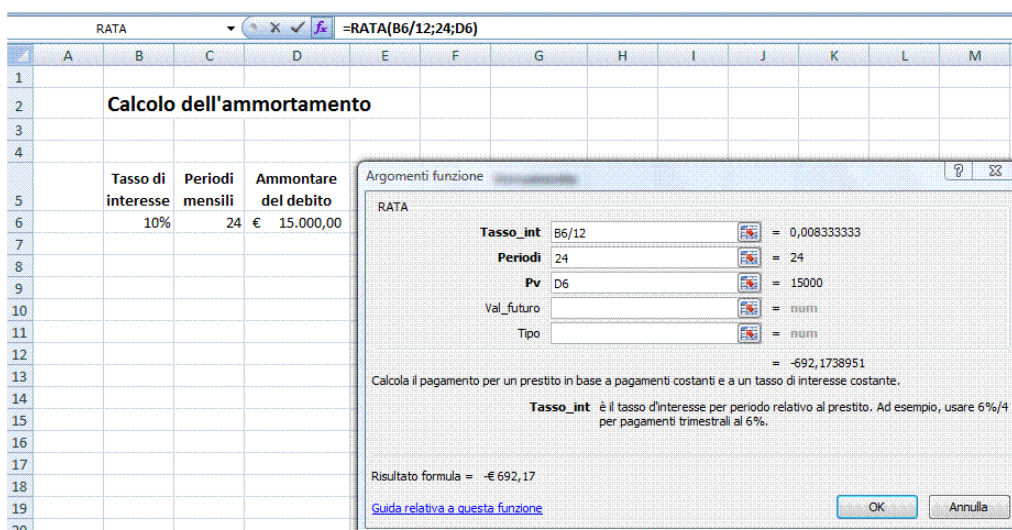 RATA =RATA(B6/12;24;D6)
A B C D E F G H I J K L M
1
2 Calcolo dell'ammortamento
3
4
5 Tasso di interesse Periodi mensili Ammontare del debito
6 10% 24 € 15.000,00
7
8
9
10
11
12
13
14
15
16
17
18
19
20
Argomenti funzione
RATA
Tasso_int B6/12 = 0,008333333
Periodi 24 = 24
Pv D6 = 15000
Val_futuro = num
Tipo = num
= -692,1738951
Calcola il pagamento per un prestito in base a pagamenti costanti e a un tasso di interesse costante.
Tasso_int è il tasso d'interesse per periodo relativo al prestito. Ad esempio, usare 6%/4
per pagamenti trimestrali al 6%.
Risultato formula = -€ 692,17
Guida relativa a questa funzione
OK Annulla